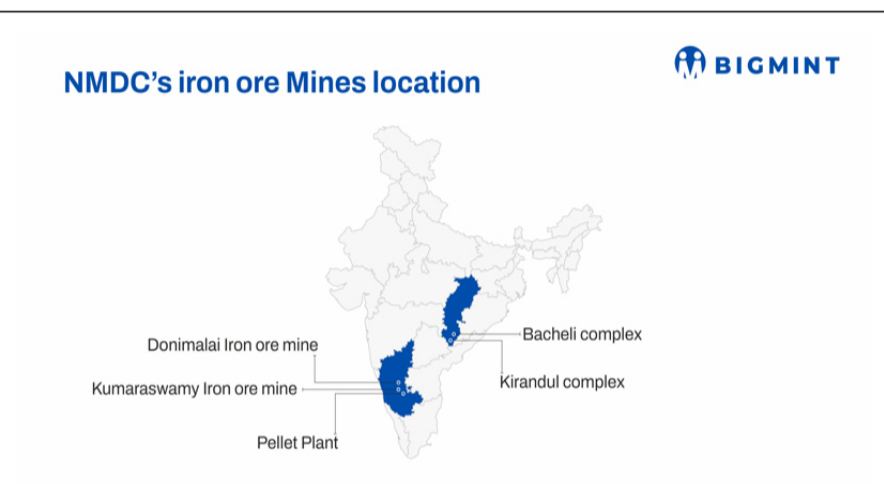 NMDC's iron ore Mines location
BIGMINT
Donimalai Iron ore mine
Bacheli complex
Kumaraswamy Iron ore mine
Kirandul complex
Pellet Plant